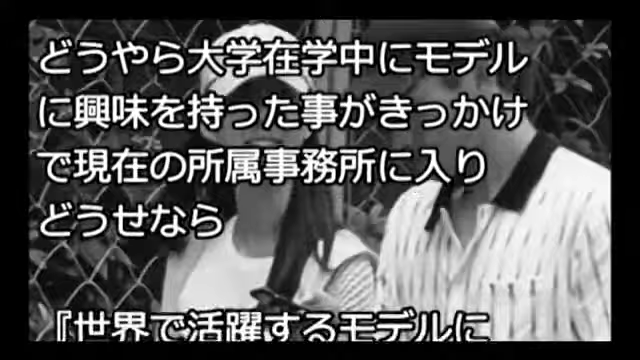 どうやら大学在学中にモデル
に興味を持った事がきっかけ
で現在の所属事務所に入り
どうせなら
『世界で活躍するモデルに